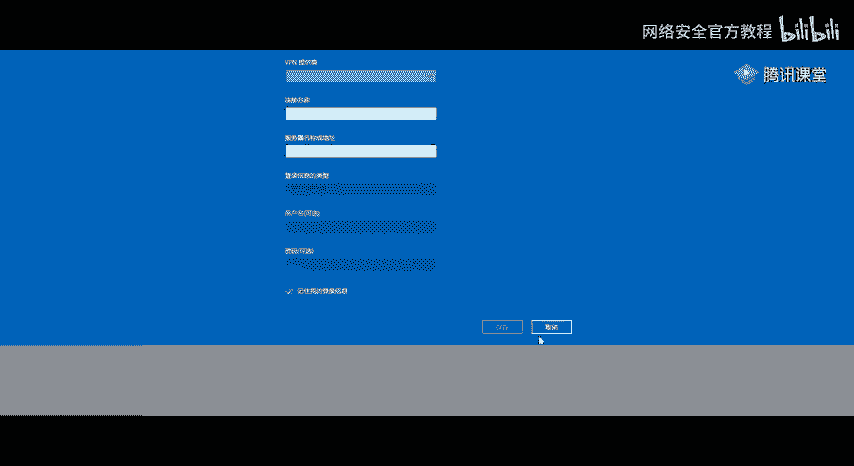 网络安全官方教程 bilibili
腾讯课堂
VPN 提供商
连接名称
服务器名称或地址
登录信息的类型
用户名(可选)
密码(可选)
记住我的登录信息
保存 取消